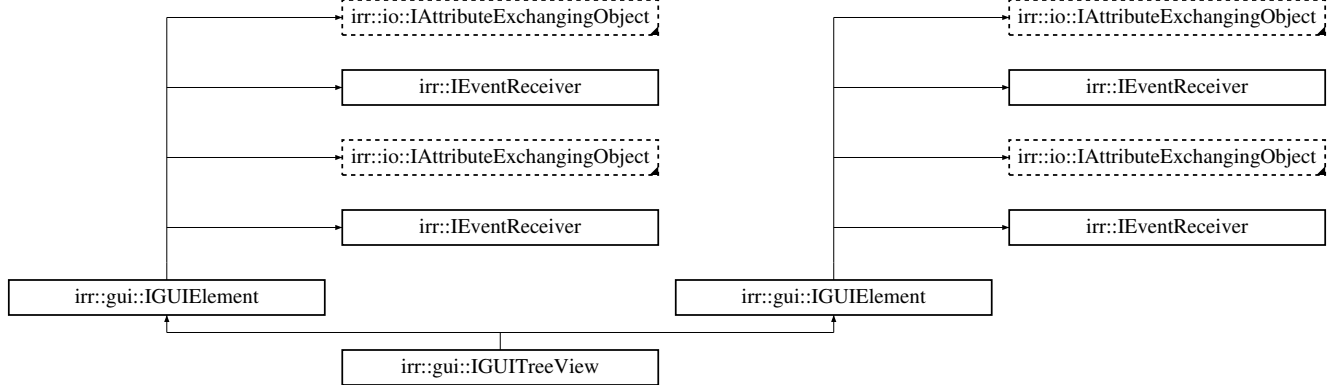 irr::io::IAttributeExchangingObject irr::io::IAttributeExchangingObject
irr::IEventReceiver irr::IEventReceiver
irr::io::IAttributeExchangingObject irr::io::IAttributeExchangingObject
irr::IEventReceiver irr::IEventReceiver
irr::gui::IGUIElement irr::gui::IGUIElement
irr::gui::IGUITreeView